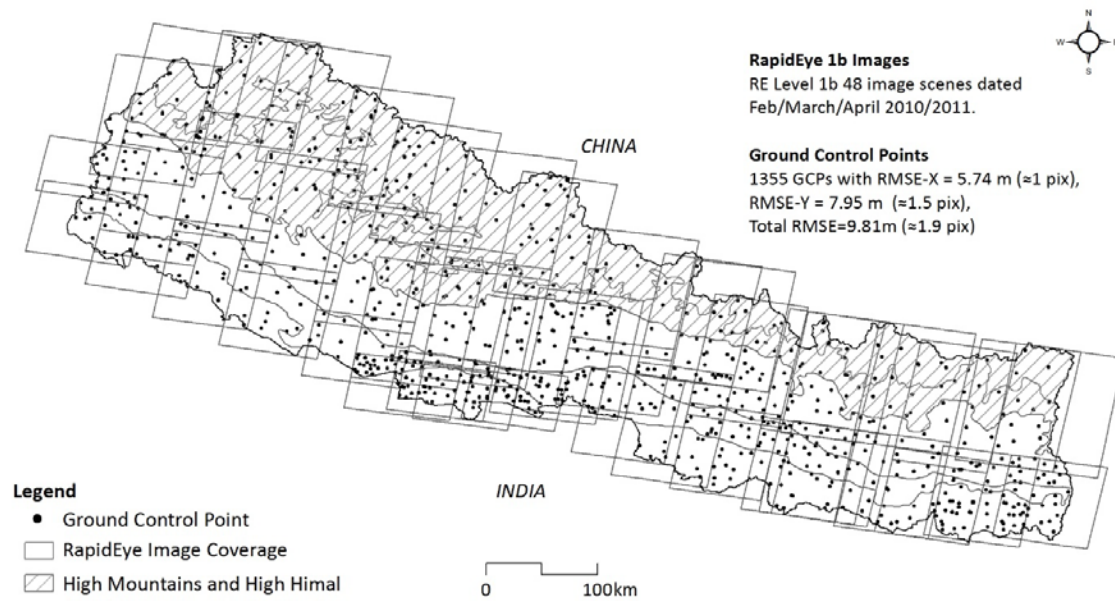 N
W
E
S
RapidEye 1b Images
RE Level 1b 48 image scenes dated
Feb/March/April 2010/2011.
CHINA
Ground Control Points
1355 GCPs with RMSE-X = 5.74 m (≈1 pix),
RMSE-Y = 7.95 m (≈1.5 pix),
Total RMSE=9.81m (≈1.9 pix)
INDIA
Legend
Ground Control Point
RapidEye Image Coverage
High Mountains and High Himal
0 100km